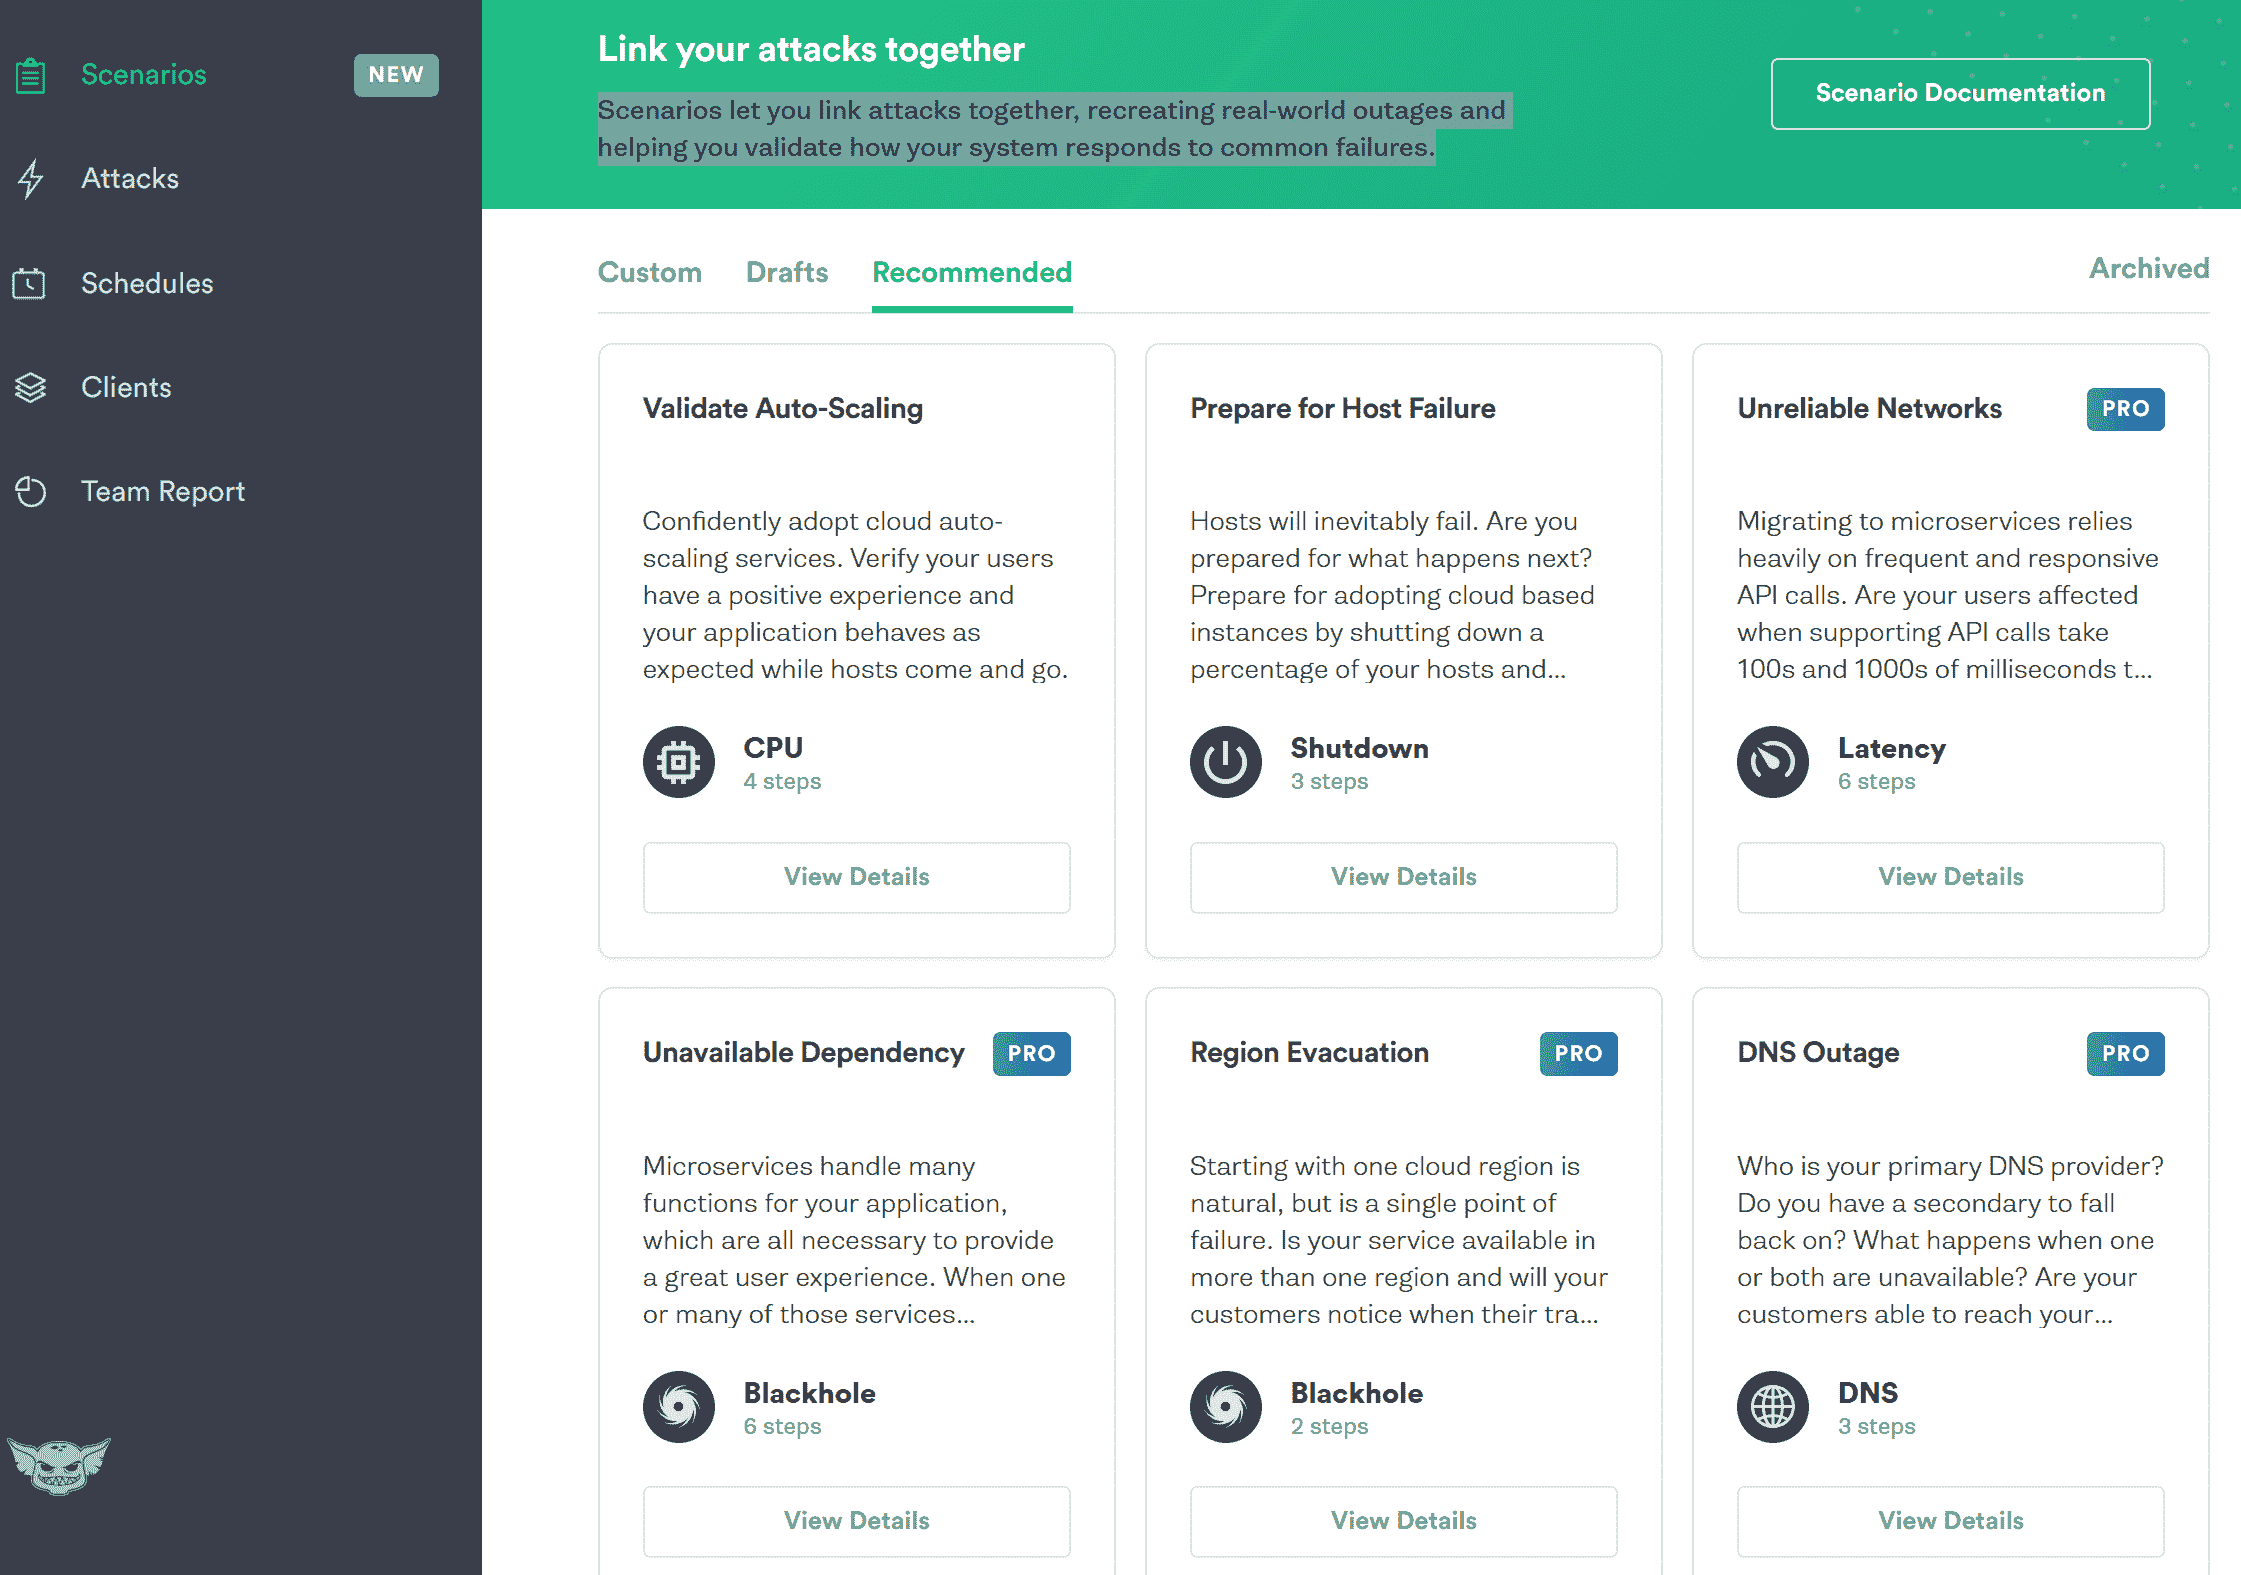 Scenarios
NEW
Attacks
Schedules
Clients
Team Report
Link your attacks together
Scenarios let you link attacks together, recreating real-world outages and
helping you validate how your system responds to common failures.
Scenario Documentation
Custom
Drafts
Recommended
Archived
Validate Auto-Scaling
Confidently adopt cloud auto-
scaling services. Verify your users
have a positive experience and
your application behaves as
expected while hosts come and go.
CPU
4 steps
View Details
Prepare for Host Failure
Hosts will inevitably fail. Are you
prepared for what happens next?
Prepare for adopting cloud based
instances by shutting down a
percentage of your hosts and...
Shutdown
3 steps
View Details
Unreliable Networks
PRO
Migrating to microservices relies
heavily on frequent and responsive
API calls. Are your users affected
when supporting API calls take
100s and 1000s of milliseconds t...
Latency
6 steps
View Details
Unavailable Dependency
PRO
Microservices handle many
functions for your application,
which are all necessary to provide
a great user experience. When one
or many of those services...
Blackhole
6 steps
View Details
Region Evacuation
PRO
Starting with one cloud region is
natural, but is a single point of
failure. Is your service available in
more than one region and will your
customers notice when their tra...
Blackhole
2 steps
View Details
DNS Outage
PRO
Who is your primary DNS provider?
Do you have a secondary to fall
back on? What happens when one
or both are unavailable? Are your
customers able to reach your...
DNS
3 steps
View Details